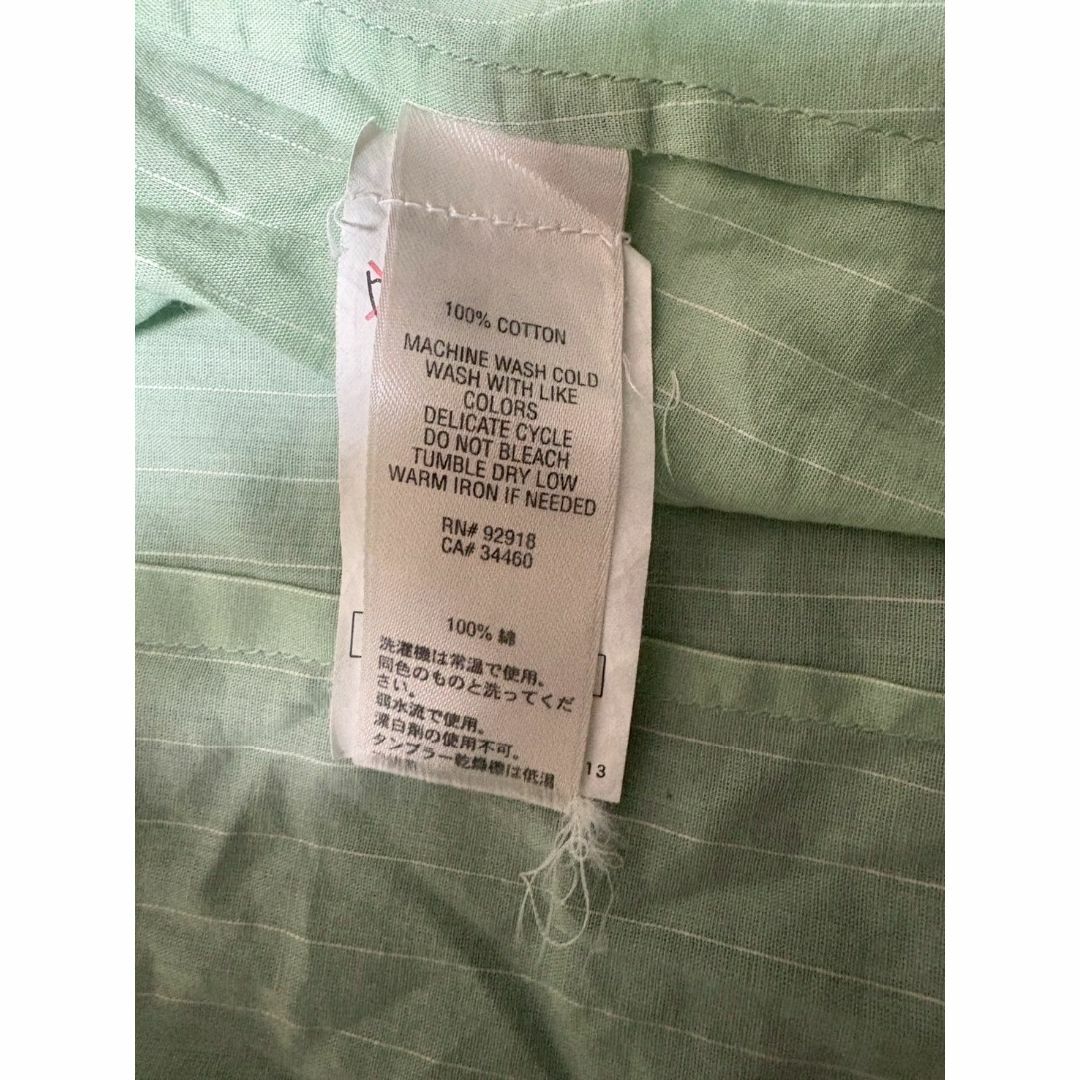 100% COTTON
MACHINE WASH COLD
WASH WITH LIKE
COLORS
DELICATE CYCLE
DO NOT BLEACH
TUMBLE DRY LOW
WARM IRON IF NEEDED
RN# 92918
CA# 34460
100% 綿
洗濯機は常温で使用。
同色のものと洗ってくだ
さい。
弱水流で使用。
漂白剤の使用不可。
タンブラー乾燥機は低温
13